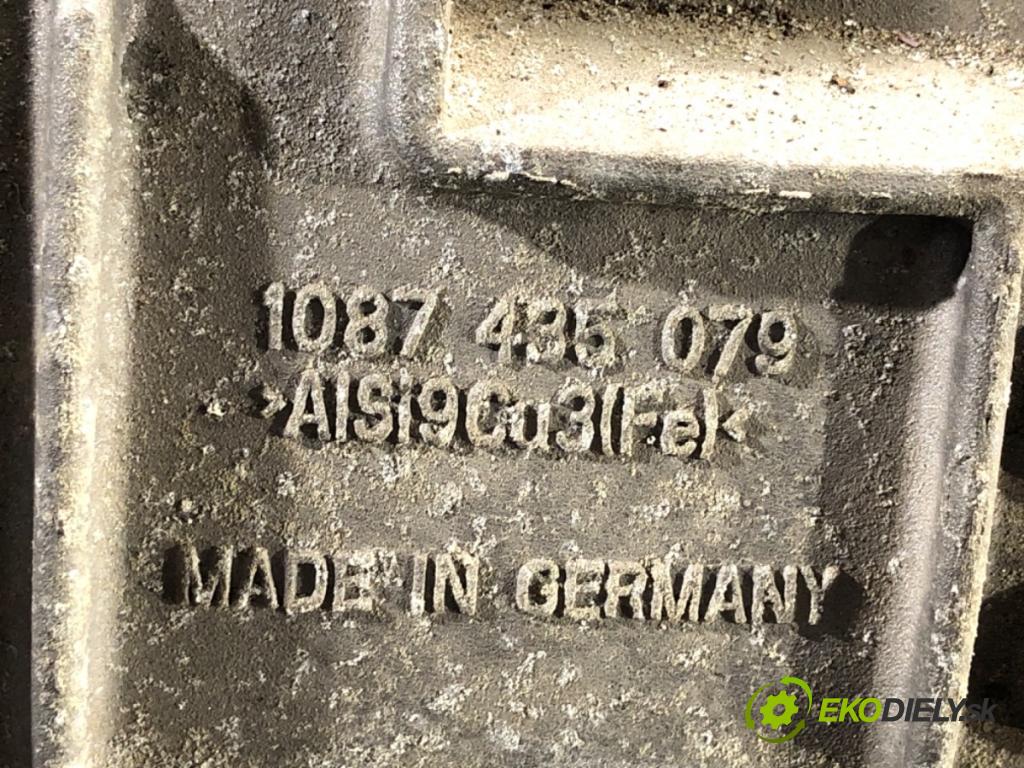 1087 435 079
>AlSi9Cu3(Fe)<
MADE IN GERMANY
EKODIELY.sk